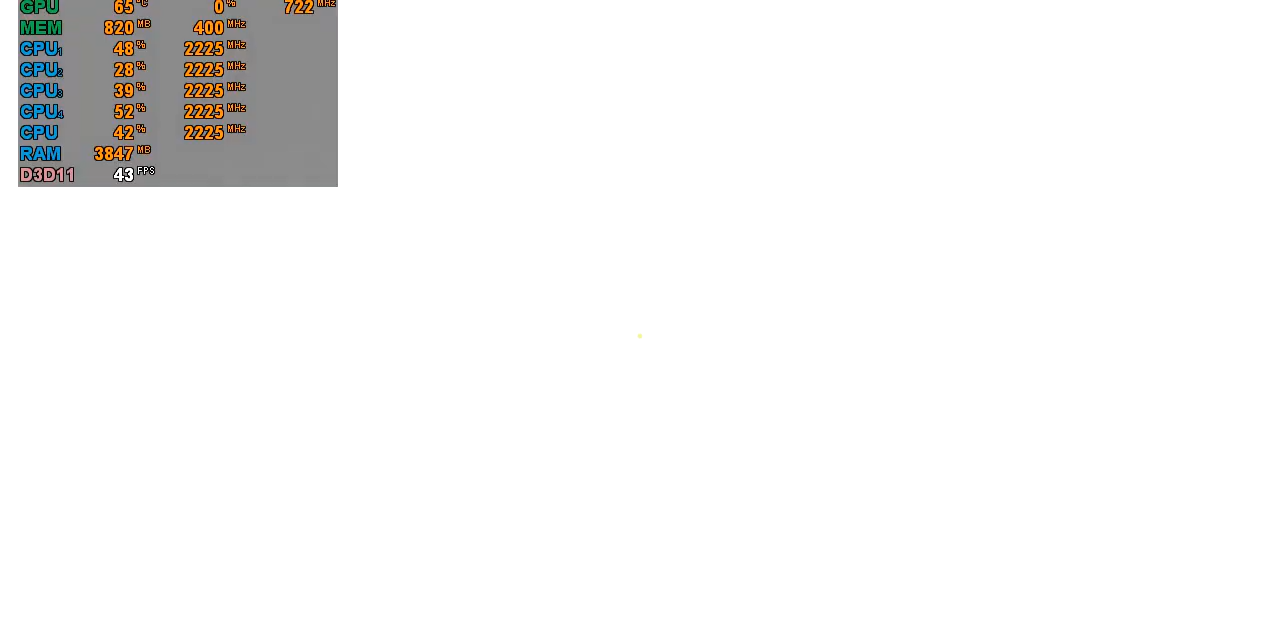 GPU 65 °C 0 % 722 MHz
MEM 820 MB 400 MHz
CPU1 48 % 2225 MHz
CPU2 28 % 2225 MHz
CPU3 39 % 2225 MHz
CPU4 52 % 2225 MHz
CPU 42 % 2225 MHz
RAM 3847 MB
D3D11 43 FPS